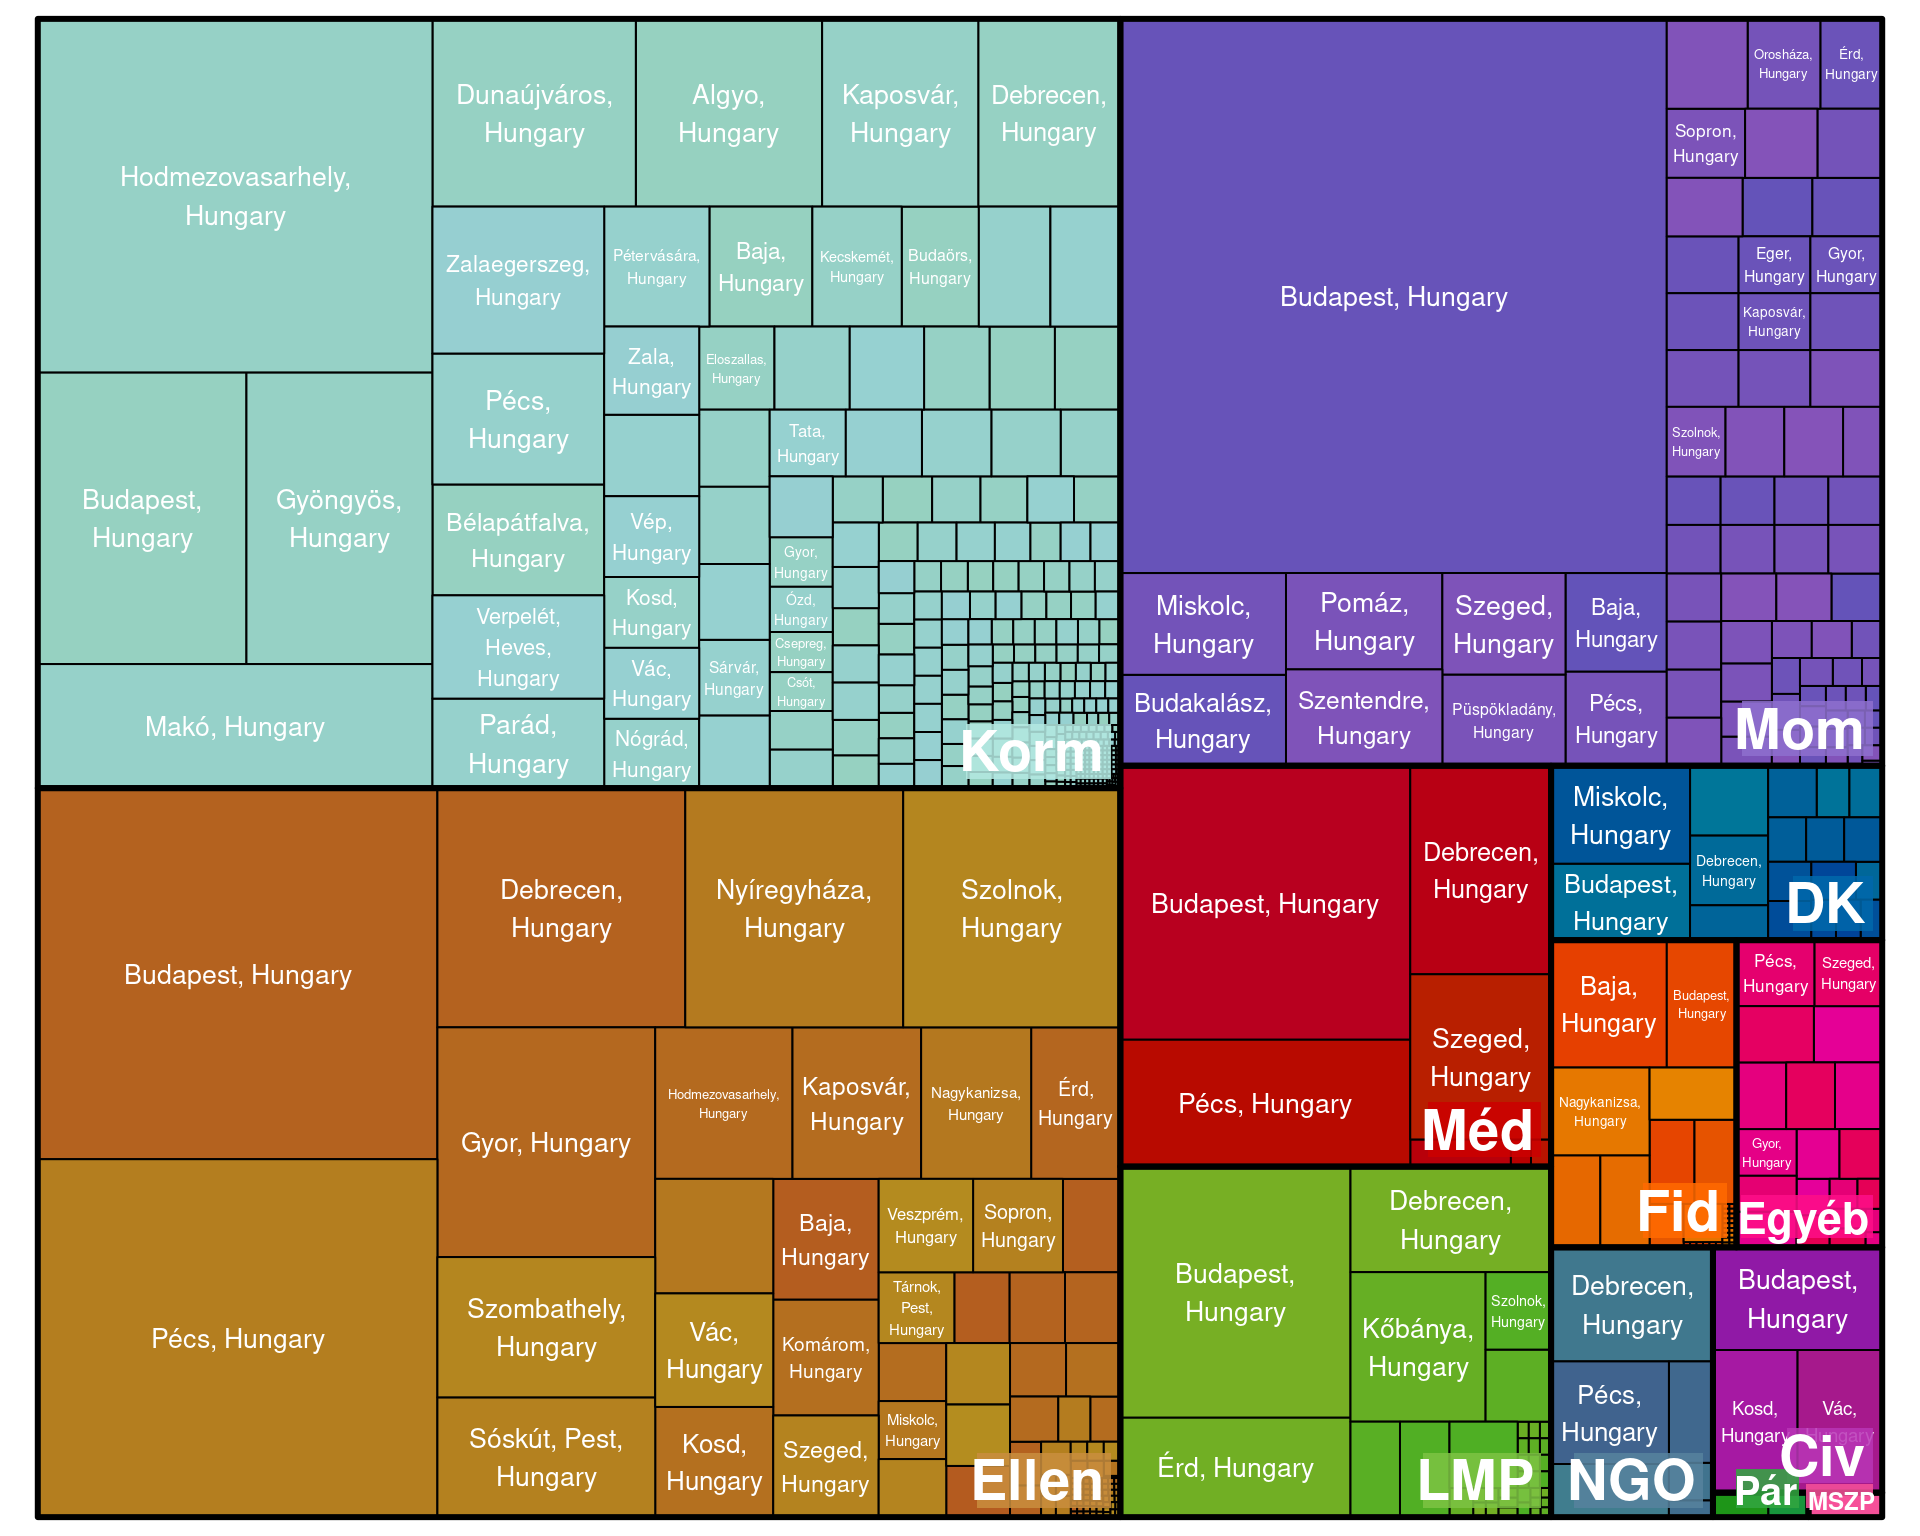 Hodmezovasarhely,
Hungary
Dunaújváros,
Hungary
Algyo,
Hungary
Kaposvár,
Hungary
Debrecen,
Hungary
Budapest,
Hungary
Gyöngyös,
Hungary
Makó, Hungary
Zalaegerszeg,
Hungary
Pécs,
Hungary
Bélapátfalva,
Hungary
Verpelét,
Heves,
Hungary
Parád,
Hungary
Pétervására,
Hungary
Baja,
Hungary
Kecskemét,
Hungary
Budaörs,
Hungary
Zala,
Hungary
Eloszallas,
Hungary
Vép,
Hungary
Kosd,
Hungary
Vác,
Hungary
Nógrád,
Hungary
Sárvár,
Hungary
Tata,
Hungary
Gyor,
Hungary
Ózd,
Hungary
Csepreg,
Hungary
Csót,
Hungary
Korm
Budapest, Hungary
Miskolc,
Hungary
Budakalász,
Hungary
Pomáz,
Hungary
Szentendre,
Hungary
Szeged,
Hungary
Püspökladány,
Hungary
Baja,
Hungary
Pécs,
Hungary
Orosháza,
Hungary
Érd,
Hungary
Sopron,
Hungary
Eger,
Hungary
Gyor,
Hungary
Kaposvár,
Hungary
Szolnok,
Hungary
Mom
Budapest, Hungary
Pécs, Hungary
Debrecen,
Hungary
Nyíregyháza,
Hungary
Szolnok,
Hungary
Gyor, Hungary
Szombathely,
Hungary
Sóskút, Pest,
Hungary
Hodmezovasarhely,
Hungary
Kaposvár,
Hungary
Nagykanizsa,
Hungary
Érd,
Hungary
Vác,
Hungary
Kosd,
Hungary
Baja,
Hungary
Komárom,
Hungary
Szeged,
Hungary
Veszprém,
Hungary
Sopron,
Hungary
Tárnok,
Pest,
Hungary
Miskolc,
Hungary
Ellen
Budapest, Hungary
Pécs, Hungary
Debrecen,
Hungary
Szeged,
Hungary
Méd
Budapest,
Hungary
Érd, Hungary
Debrecen,
Hungary
Kőbánya,
Hungary
Szolnok,
Hungary
LMP
Miskolc,
Hungary
Budapest,
Hungary
Debrecen,
Hungary
DK
Baja,
Hungary
Budapest,
Hungary
Nagykanizsa,
Hungary
Fid
Pécs,
Hungary
Szeged,
Hungary
Gyor,
Hungary
Egyéb
Debrecen,
Hungary
Pécs,
Hungary
NGO
Budapest,
Hungary
Kosd,
Hungary
Vác,
Hungary
Civ
Pár
MSZP